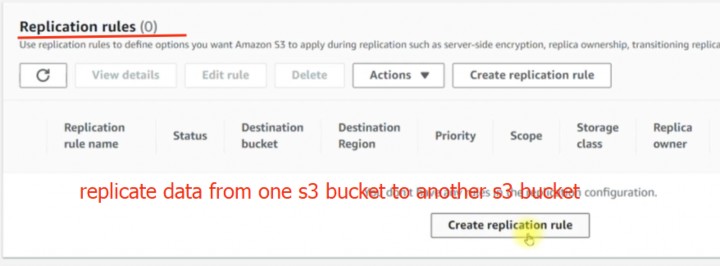 Replication rules (0)
Use replication rules to define options you want Amazon S3 to apply during replication such as server-side encryption, replica ownership, transitioning replica
View details Edit rule Delete Actions ▼ Create replication rule
Replication rule name Status Destination bucket Destination Region Priority Scope Storage class Replica owner
replicate data from one s3 bucket to another s3 bucket
configuration.
Create replication rule